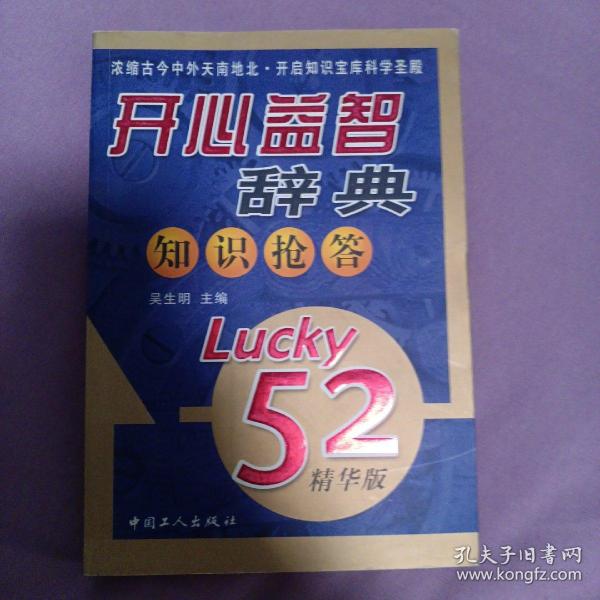 浓缩古今中外天南地北·开启知识宝库科学圣殿
开心益智
辞典
知识抢答
吴生明 主编
Lucky
52
精华版
中国工人出版社
孔夫子旧书网
www.kongfz.com